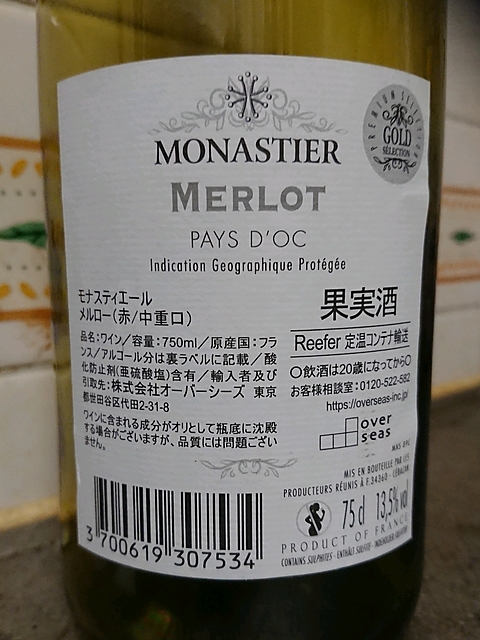 PREMIUM SELECTION
GOLD
SÉLECTION
MONASTIER
MERLOT
PAYS D'OC
Indication Geographique Protégée
モナスティエール
メルロー(赤/中重口)
品名:ワイン/容量:750ml/原産国:フラ
ンス/アルコール分は裏ラベルに記載/酸
化防止剤(亜硫酸塩)含有/輸入者及び
引取先:株式会社オーバーシーズ 東京
都世田谷区代田2-31-8
ワインに含まれる成分がオリとして瓶底に沈殿
する場合がございますが、品質には問題ござい
ません。
果実酒
Reefer 定温コンテナ輸送
○飲酒は20歳になってから○
お客様相談室:0120-522-582
https://overseas-inc.jp/
over
seas
MIS EN BOUTEILLE PAR LES
PRODUCTEURS RÉUNIS À F.34360 - CÉBAZAN
75 cl 13,5% vol
PRODUCT OF FRANCE
CONTAINS SULPHITES - ENTHÄLT SULFITE
3 700619 307534